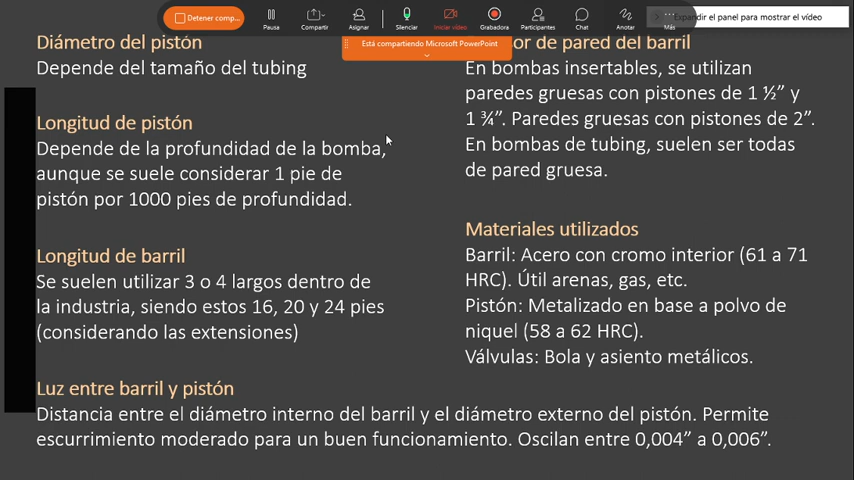 Detener comp...
Pausa
Compartir
Asignar
Silenciar
Iniciar vídeo
Grabadora
Participantes
Chat
Anotar
Más
Expandir el panel para mostrar el vídeo
Está compartiendo Microsoft PowerPoint
Diámetro del pistón
Depende del tamaño del tubing
Longitud de pistón
Depende de la profundidad de la bomba,
aunque se suele considerar 1 pie de
pistón por 1000 pies de profundidad.
Longitud de barril
Se suelen utilizar 3 o 4 largos dentro de
la industria, siendo estos 16, 20 y 24 pies
(considerando las extensiones)
or de pared del barril
En bombas insertables, se utilizan
paredes gruesas con pistones de 1 ½” y
1 ¾”. Paredes gruesas con pistones de 2”.
En bombas de tubing, suelen ser todas
de pared gruesa.
Materiales utilizados
Barril: Acero con cromo interior (61 a 71
HRC). Útil arenas, gas, etc.
Pistón: Metalizado en base a polvo de
niquel (58 a 62 HRC).
Válvulas: Bola y asiento metálicos.
Luz entre barril y pistón
Distancia entre el diámetro interno del barril y el diámetro externo del pistón. Permite
escurrimiento moderado para un buen funcionamiento. Oscilan entre 0,004” a 0,006”.